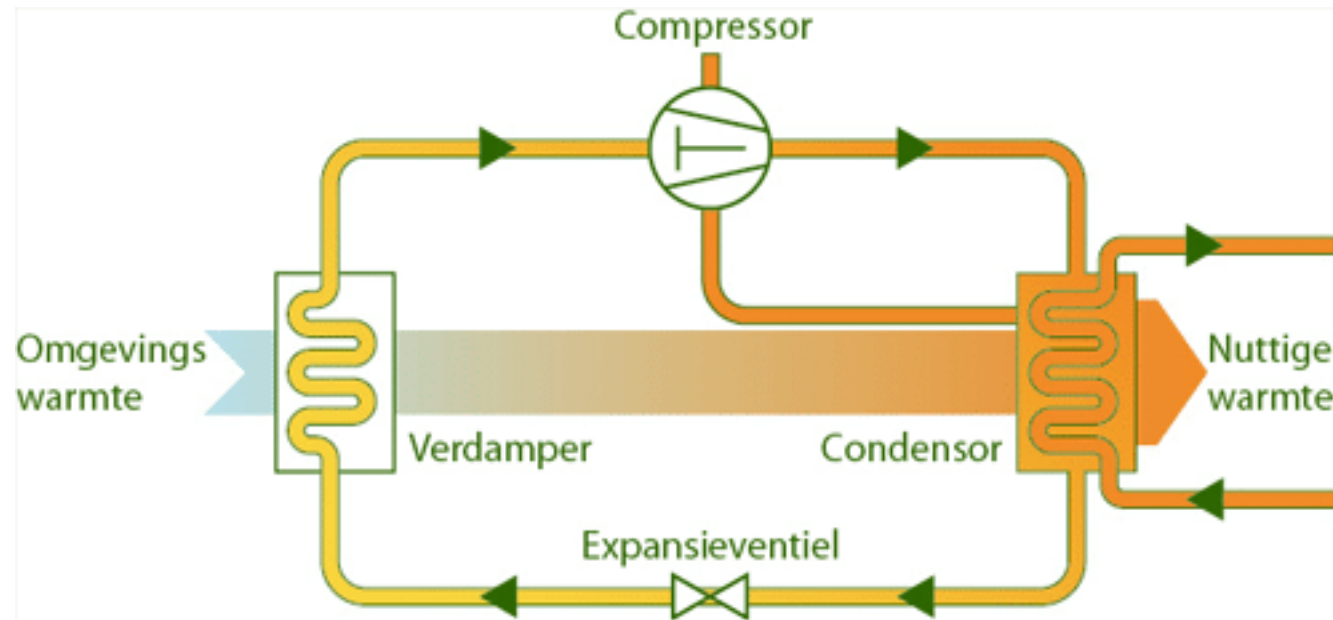 Compressor
Omgevings
warmte
Nuttige
warmte
Verdamper
Condensor
Expansieventiel